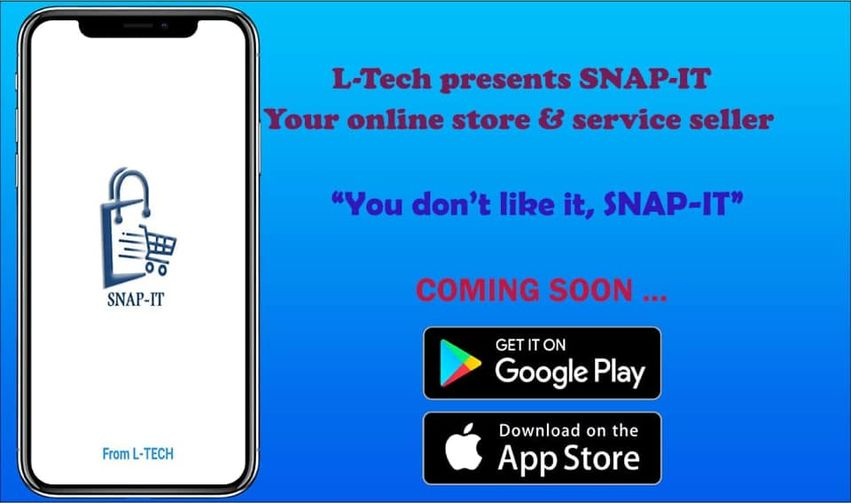 L-Tech presents SNAP-IT
Your online store & service seller
“You don’t like it, SNAP-IT”
COMING SOON ...
GET IT ON
Google Play
Download on the
App Store
SNAP-IT
From L-TECH